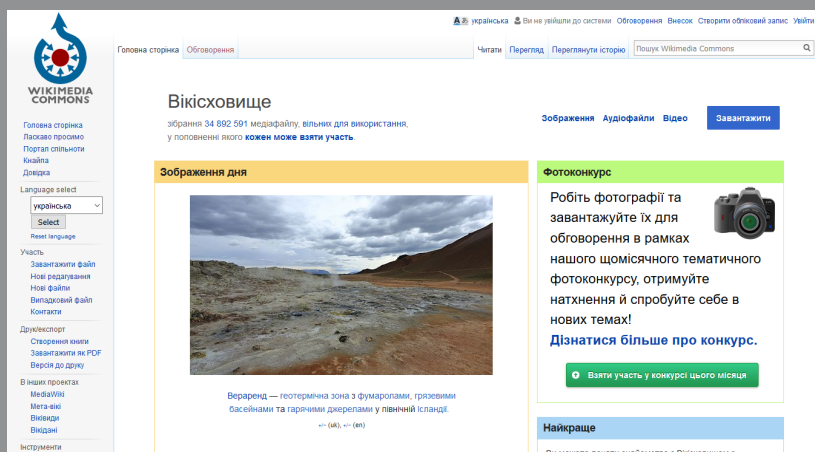 українська Ви не увійшли до системи Обговорення Внесок Створити обліковий запис Увійти
WIKIMEDIA
COMMONS
Головна сторінка Обговорення
Читати Перегляд Переглянути історію Пошук Wikimedia Commons
Вікісховище
зібрання 34 892 591 медіафайлу, вільних для використання,
у поповненні якого кожен може взяти участь.
Зображення Аудіофайли Відео Завантажити
Головна сторінка
Ласкаво просимо
Портал спільноти
Кнайпа
Довідка
Language select
українська
Select
Reset language
Участь
Завантажити файл
Нові редагування
Нові файли
Випадковий файл
Контакти
Друк/експорт
Створення книги
Завантажити як PDF
Версія до друку
В інших проектах
MediaWiki
Мета-вікі
Віківиди
Вікідані
Інструменти
Зображення дня
Верaренд — геотермічна зона з фумаролами, грязевими
басейнами та гарячими джерелами у північній Ісландії.
+/− (uk), +/− (en)
Фотоконкурс
Робіть фотографії та
завантажуйте їх для
обговорення в рамках
нашого щомісячного тематичного
фотоконкурсу, отримуйте
натхнення й спробуйте себе в
нових темах!
Дізнатися більше про конкурс.
Взяти участь у конкурсі цього місяця
Найкраще